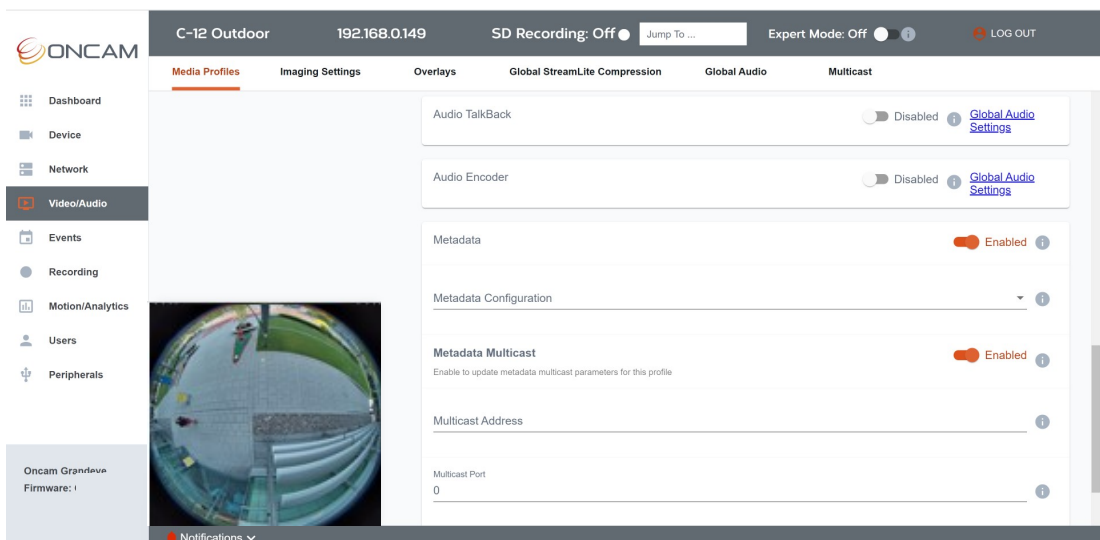 ONCAM
C-12 Outdoor 192.168.0.149 SD Recording: Off Jump To ... Expert Mode: Off LOG OUT
Media Profiles Imaging Settings Overlays Global StreamLite Compression Global Audio Multicast
Dashboard
Device
Network
Video/Audio
Events
Recording
Motion/Analytics
Users
Peripherals
Oncam Grandeye
Firmware:
Audio TalkBack Disabled Global Audio
Settings
Audio Encoder Disabled Global Audio
Settings
Metadata Enabled
Metadata Configuration
Metadata Multicast Enabled
Enable to update metadata multicast parameters for this profile
Multicast Address
Multicast Port
0
Notifications